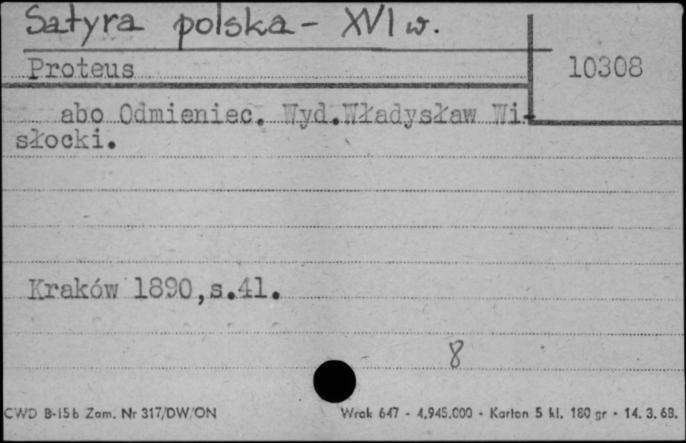 Satyra polska - XVI w.
Proteus
10308
abo Odmieniec. Wyd.Władysław Wi-
słocki.
Kraków 1890,s.41.
8
CWD B-15b Zam. Nr 317/DW/ON
Wrak 647 - 4.945.000 - Karton 5 kl. 180 gr - 14. 3. 68.